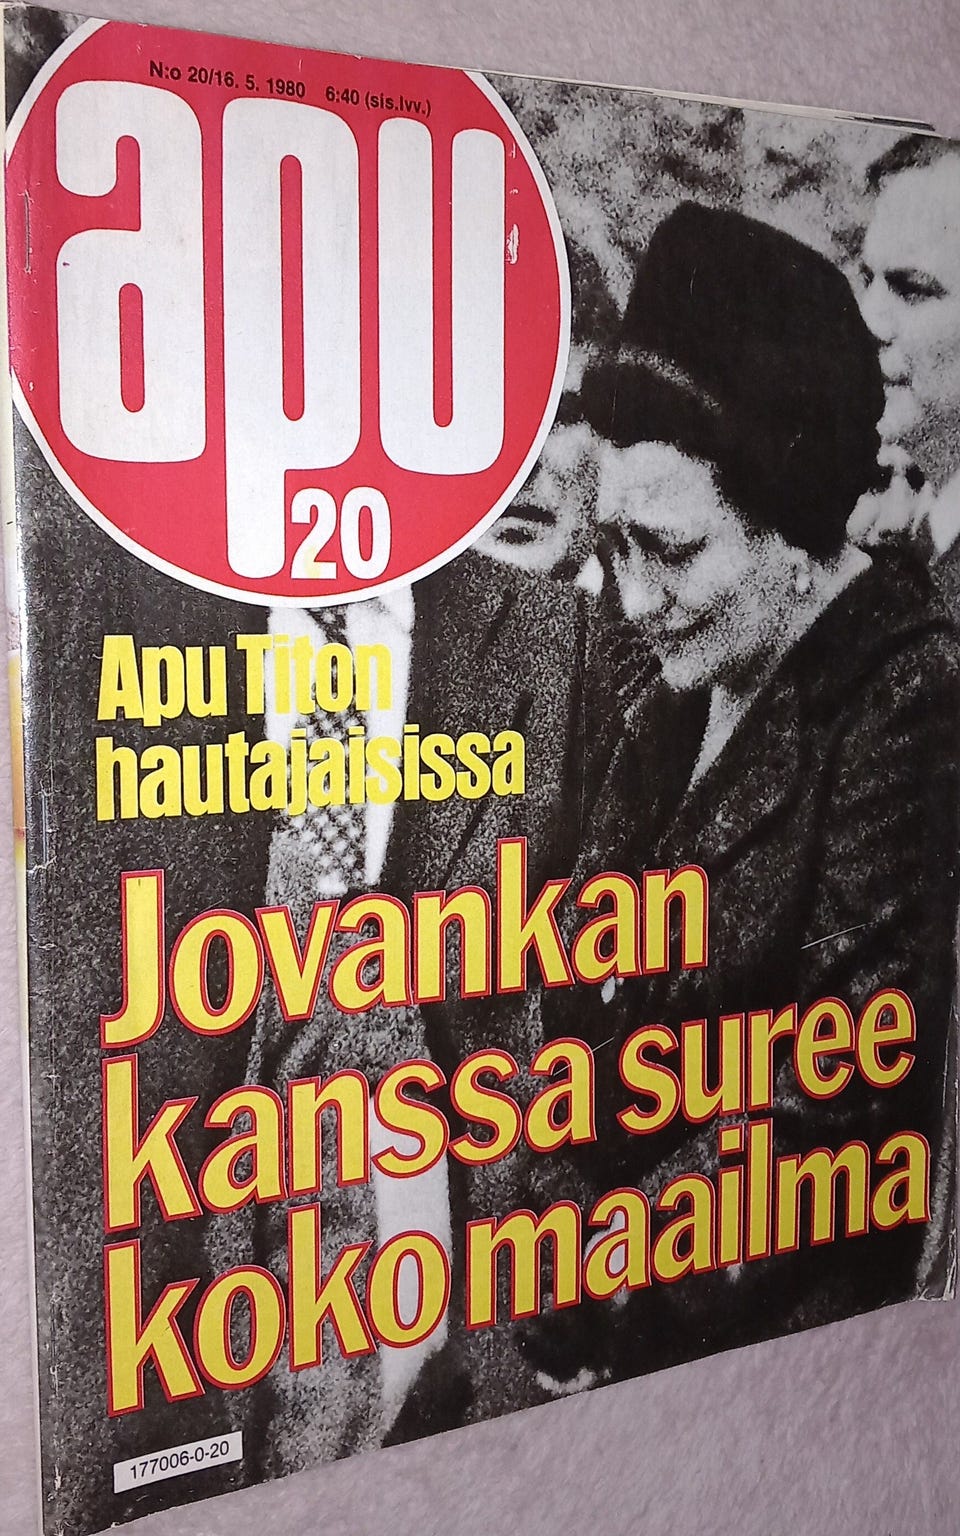 N:o 20/16. 5. 1980 6:40 (sis.lvv.)
apu
20
Apu Titon
hautajaisissa
Jovankan
kanssa suree
koko maailma
177006-0-20